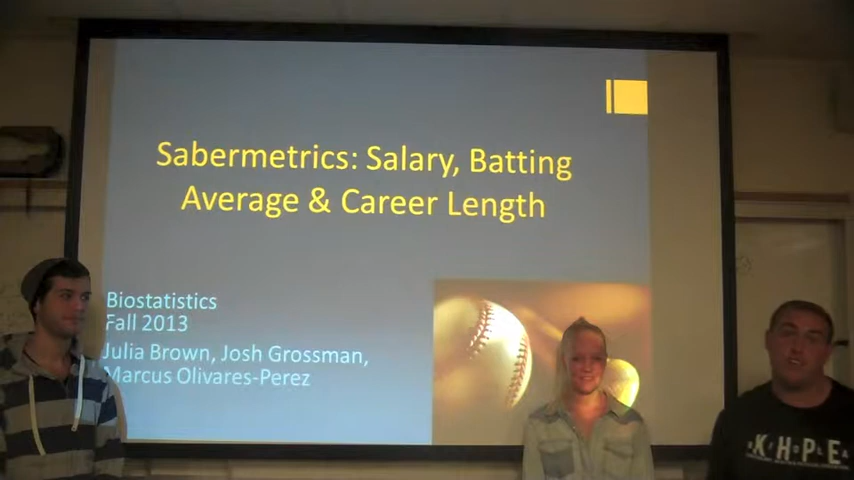 Sabermetrics: Salary, Batting
Average & Career Length
Biostatistics
Fall 2013
Julia Brown, Josh Grossman,
Marcus Olivares-Perez
KHPE